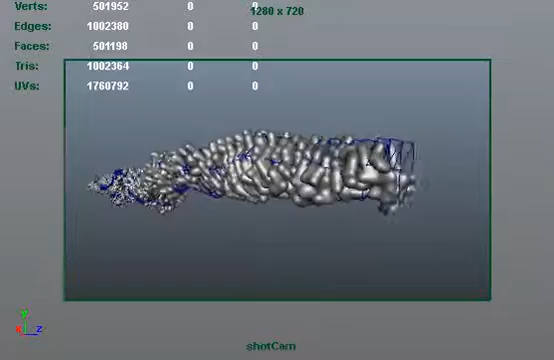 Verts: 501952 0 0
1280 x 720
Edges: 1002380 0 0
Faces: 501198 0 0
Tris: 1002364 0 0
UVs: 1760792 0 0
Y
X Z
shotCam